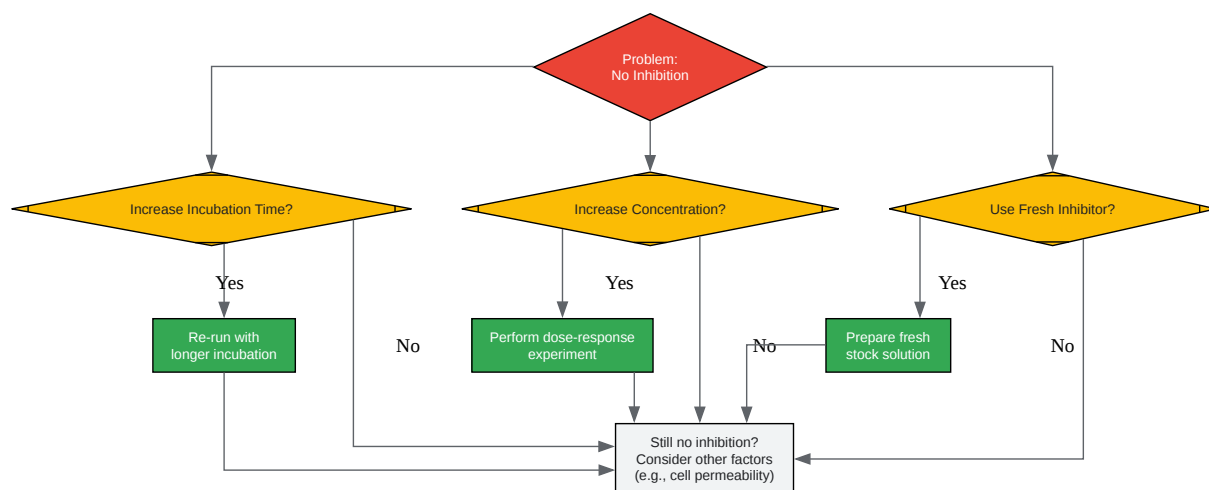 Problem:
No Inhibition
Increase Incubation Time?
Increase Concentration?
Use Fresh Inhibitor?
Yes
Yes
Yes
Re-run with
longer incubation
No
Perform dose-response
experiment
No
Prepare fresh
stock solution
No
Still no inhibition?
Consider other factors
(e.g., cell permeability)